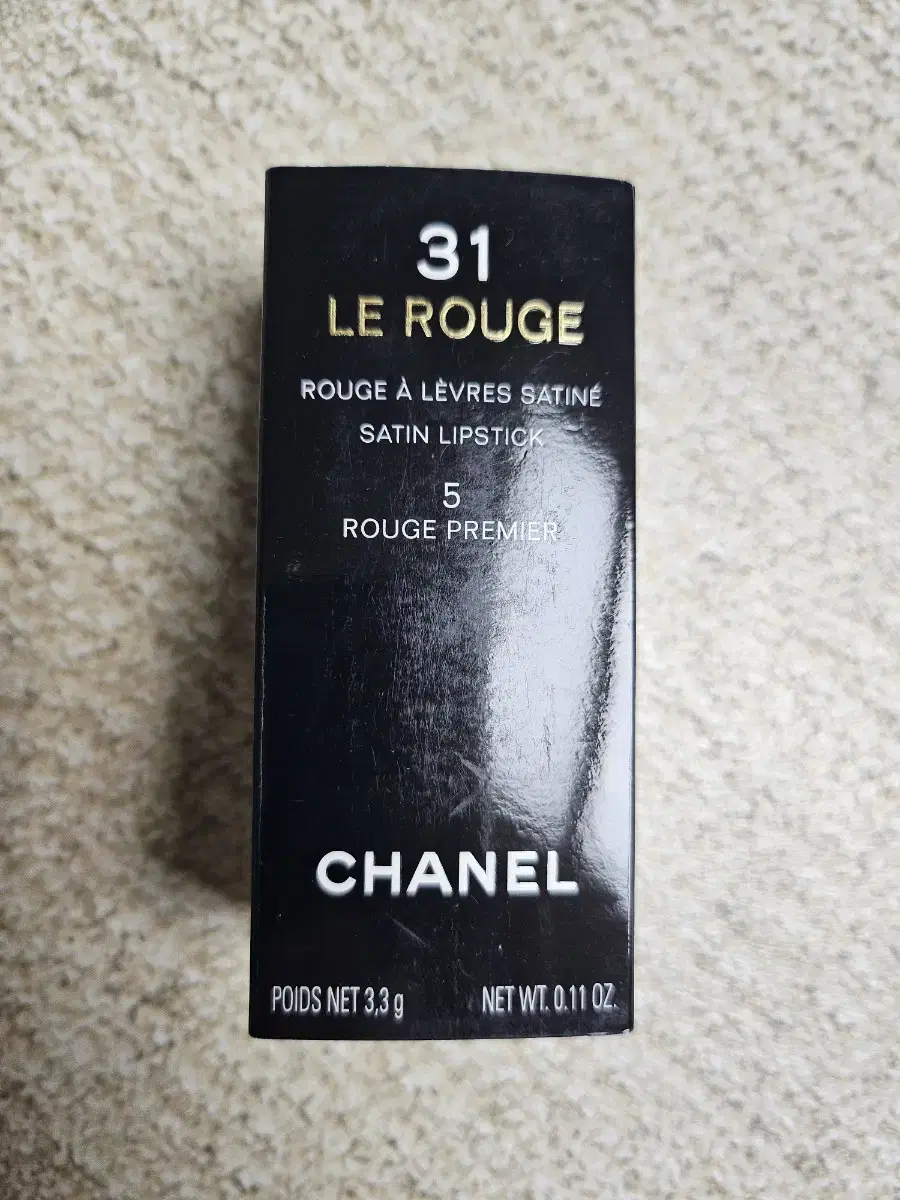 31
LE ROUGE
ROUGE À LÈVRES SATINÉ
SATIN LIPSTICK
5
ROUGE PREMIER
CHANEL
POIDS NET 3,3 g NET WT. 0.11 OZ.